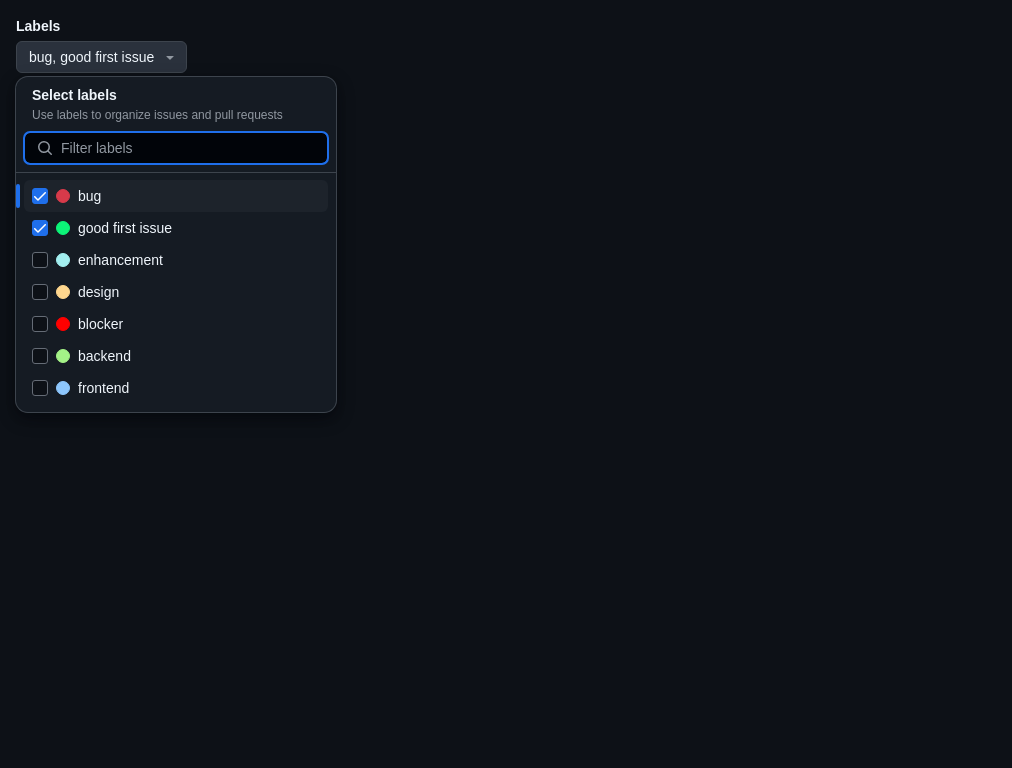 Labels
bug, good first issue
Select labels
Use labels to organize issues and pull requests
Filter labels
bug
good first issue
enhancement
design
blocker
backend
frontend